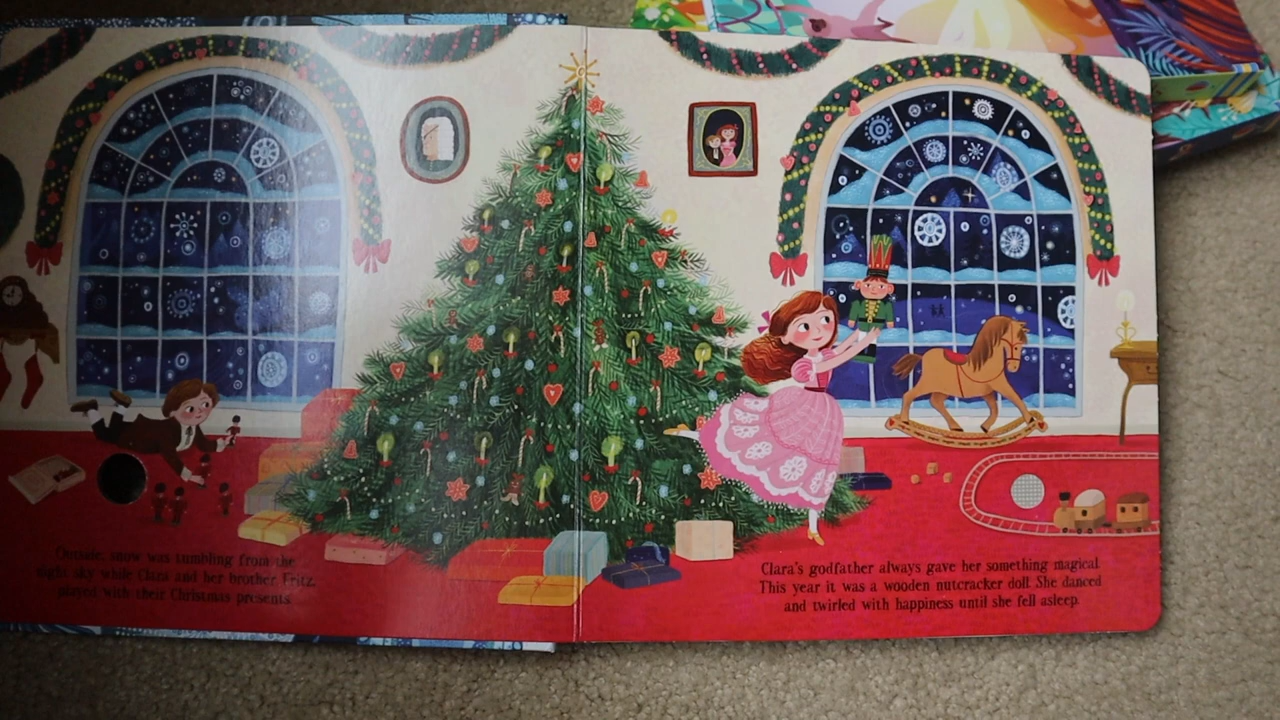 Outside, snow was tumbling from the
night sky while Clara and her brother Fritz,
played with their Christmas presents.
Clara's godfather always gave her something magical.
This year it was a wooden nutcracker doll. She danced
and twirled with happiness until she fell asleep.